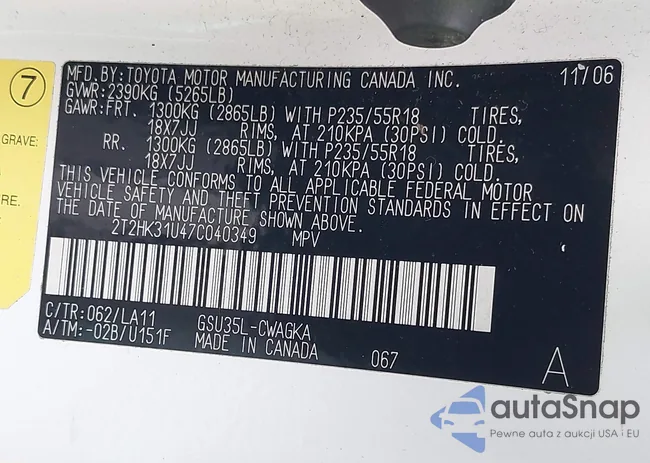 7
GRAVE:
MFD.BY:TOYOTA MOTOR MANUFACTURING CANADA INC. 11/06
GVWR:2390KG (5265LB)
GAWR:FRT. 1300KG (2865LB) WITH P235/55R18 TIRES,
18X7JJ RIMS, AT 210KPA (30PSI) COLD.
RR. 1300KG (2865LB) WITH P235/55R18 TIRES,
18X7JJ RIMS, AT 210KPA (30PSI) COLD.
THIS VEHICLE CONFORMS TO ALL APPLICABLE FEDERAL MOTOR
VEHICLE SAFETY AND THEFT PREVENTION STANDARDS IN EFFECT ON
THE DATE OF MANUFACTURE SHOWN ABOVE.
2T2HK31U47C040349 MPV
C/TR:062/LA11 GSU35L-CWAGKA
A/TM:-02B/U151F MADE IN CANADA 067 A
autaSnap
Pewne auta z aukcji USA i EU